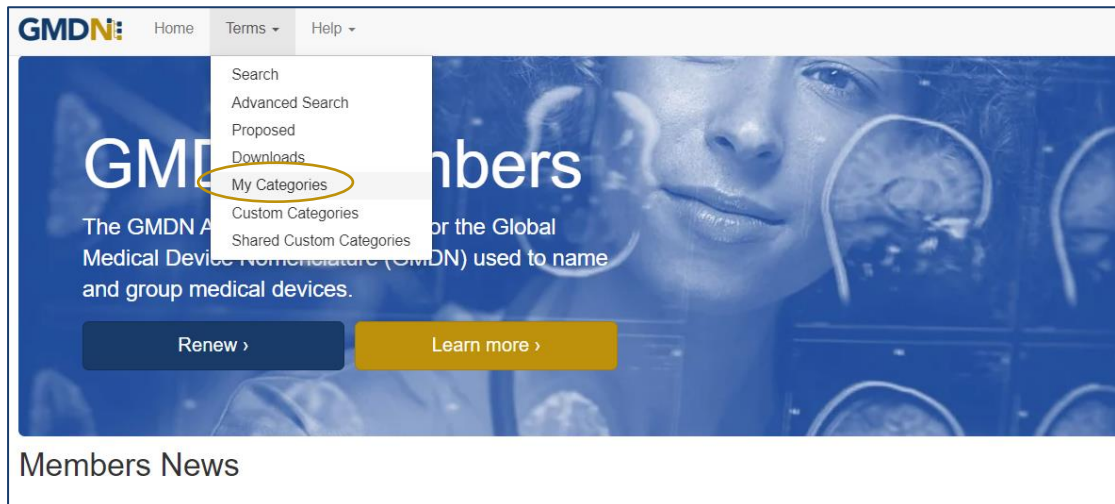 GMDN
Home
Terms
Help
Search
Advanced Search
Proposed
Downloads
My Categories
Custom Categories
Shared Custom Categories
GMD mbers
The GMDN A or the Global
Medical Device Nomenclature (GMDN) used to name
and group medical devices.
Renew ›
Learn more ›
Members News